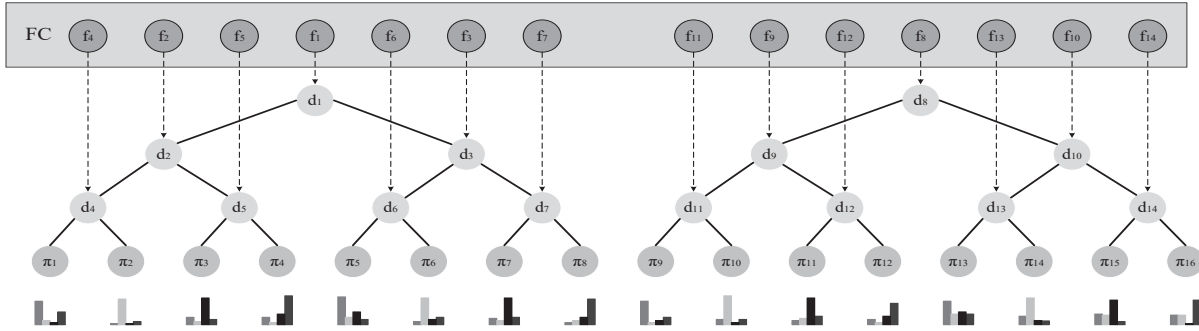 FC f4 f2 f5 f1 f6 f3 f7 f11 f9 f12 f8 f13 f10 f14
d1 d8
d2 d3 d9 d10
d4 d5 d6 d7 d11 d12 d13 d14
π1 π2 π3 π4 π5 π6 π7 π8 π9 π10 π11 π12 π13 π14 π15 π16